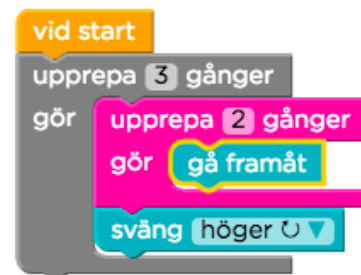 vid start
upprepa 3 gånger
gör upprepa 2 gånger
gör gå framåt
sväng höger ↻ ▼